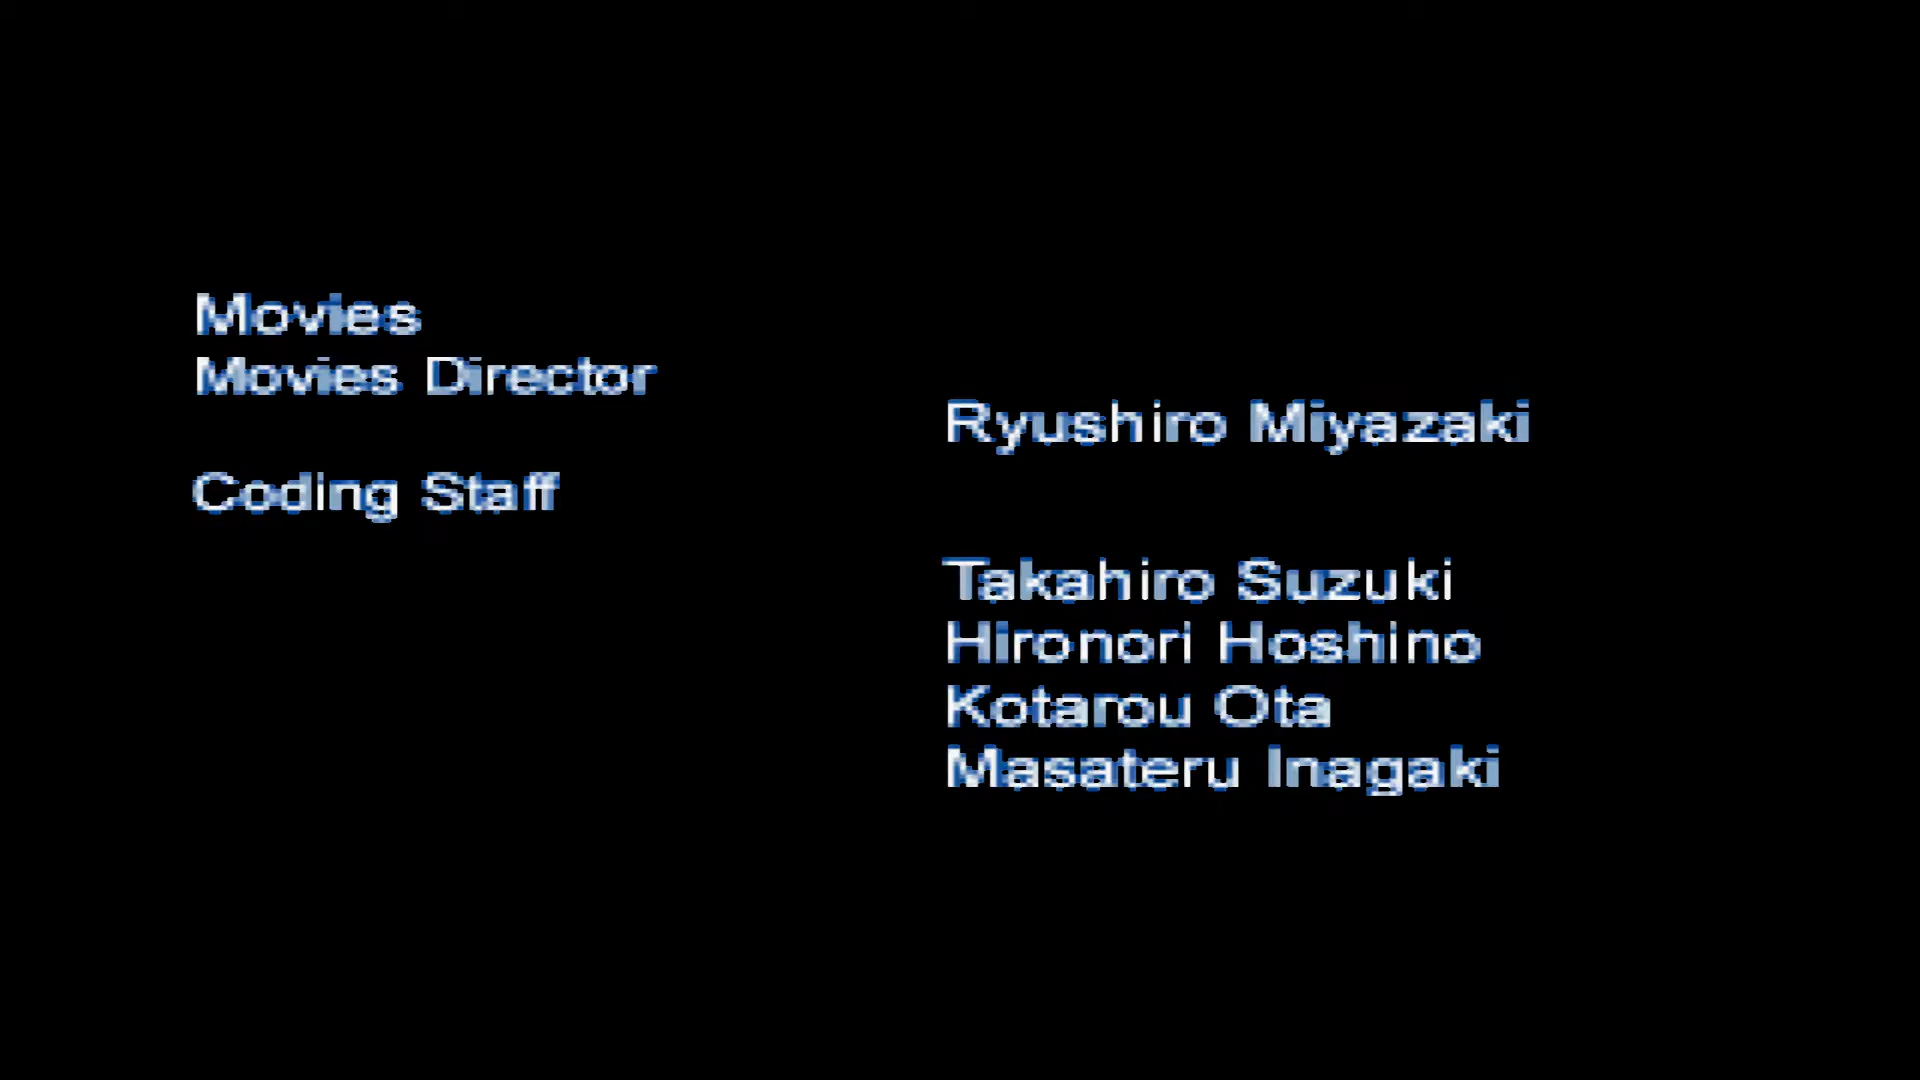 Movies
Movies Director
Ryushiro Miyazaki
Coding Staff
Takahiro Suzuki
Hironori Hoshino
Kotarou Ota
Masateru Inagaki